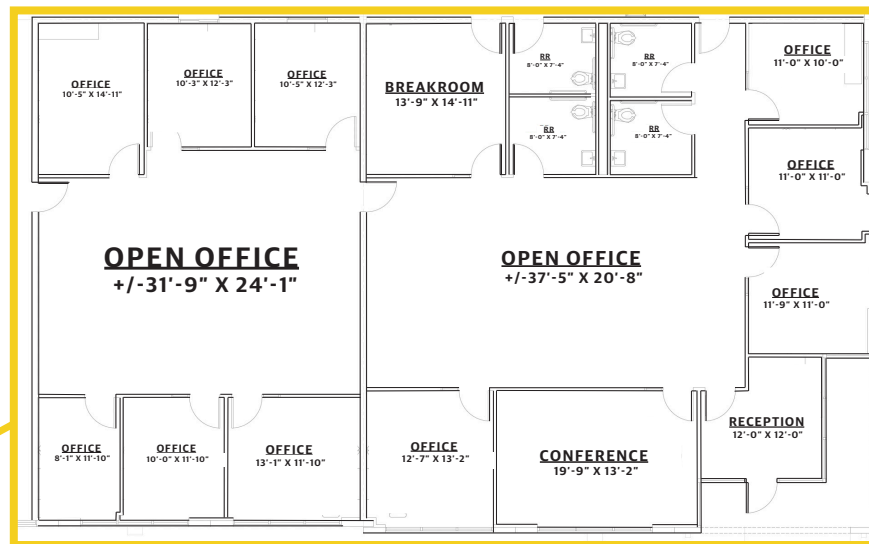 OFFICE
10'-5" X 14'-11"
OFFICE
10'-3" X 12'-3"
OFFICE
10'-5" X 12'-3"
BREAKROOM
13'-9" X 14'-11"
RR
8'-0" X 7'-4"
RR
8'-0" X 7'-4"
OFFICE
11'-0" X 10'-0"
RR
8'-0" X 7'-4"
RR
8'-0" X 7'-4"
OFFICE
11'-0" X 11'-0"
OPEN OFFICE
+/-31'-9" X 24'-1"
OPEN OFFICE
+/-37'-5" X 20'-8"
OFFICE
11'-9" X 11'-0"
OFFICE
8'-1" X 11'-10"
OFFICE
10'-0" X 11'-10"
OFFICE
13'-1" X 11'-10"
OFFICE
12'-7" X 13'-2"
CONFERENCE
19'-9" X 13'-2"
RECEPTION
12'-0" X 12'-0"